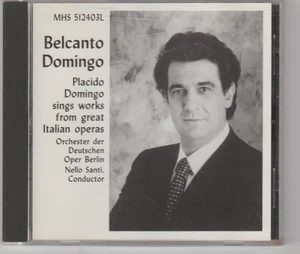 MHS 512403L
Belcanto
Domingo
Placido
Domingo
sings works
from great
Italian operas
Orchester der
Deutschen
Oper Berlin
Nello Santi.
Conductor